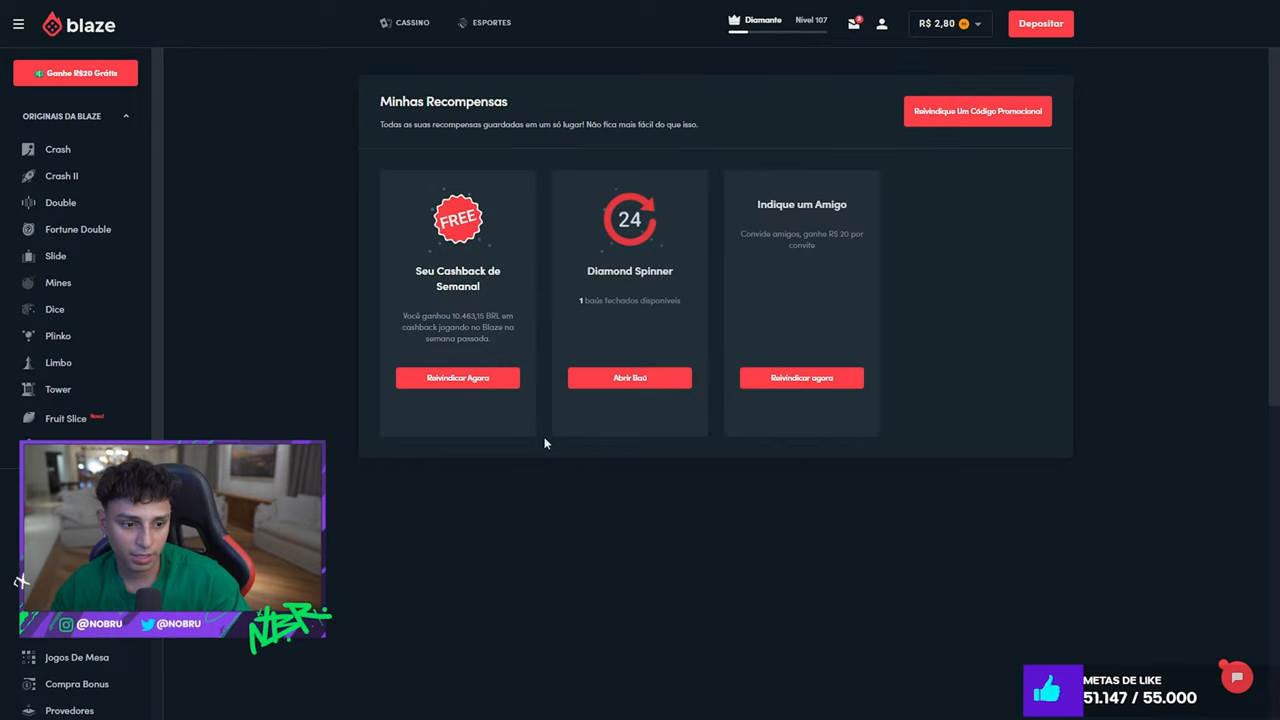 blaze
CASSINO
ESPORTES
Diamante
Nível 107
3
R$ 2,80
Depositar
Ganhe R$20 Grátis
ORIGINAIS DA BLAZE
Crash
Crash II
Double
Fortune Double
Slide
Mines
Dice
Plinko
Limbo
Tower
Fruit Slice Novo!
Minhas Recompensas
Todas as suas recompensas guardadas em um só lugar! Não fica mais fácil do que isso.
Reivindique Um Código Promocional
FREE
Seu Cashback de
Semanal
Você ganhou 10.463,15 BRL em
cashback jogando no Blaze na
semana passada.
Reivindicar Agora
24
Diamond Spinner
1 baús fechados disponíveis
Abrir Baú
Indique um Amigo
Convide amigos, ganhe R$ 20 por
convite
Reivindicar agora
@NOBRU
@NOBRU
NBR
Jogos De Mesa
Compra Bonus
Provedores
METAS DE LIKE
51.147 / 55.000